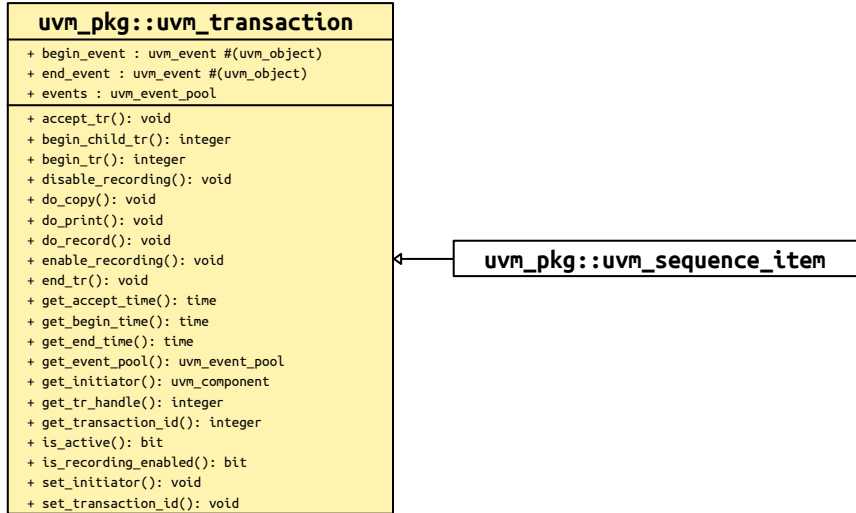 uvm_pkg::uvm_transaction
+ begin_event : uvm_event #(uvm_object)
+ end_event : uvm_event #(uvm_object)
+ events : uvm_event_pool
+ accept_tr(): void
+ begin_child_tr(): integer
+ begin_tr(): integer
+ disable_recording(): void
+ do_copy(): void
+ do_print(): void
+ do_record(): void
+ enable_recording(): void
+ end_tr(): void
+ get_accept_time(): time
+ get_begin_time(): time
+ get_end_time(): time
+ get_event_pool(): uvm_event_pool
+ get_initiator(): uvm_component
+ get_tr_handle(): integer
+ get_transaction_id(): integer
+ is_active(): bit
+ is_recording_enabled(): bit
+ set_initiator(): void
+ set_transaction_id(): void
uvm_pkg::uvm_sequence_item